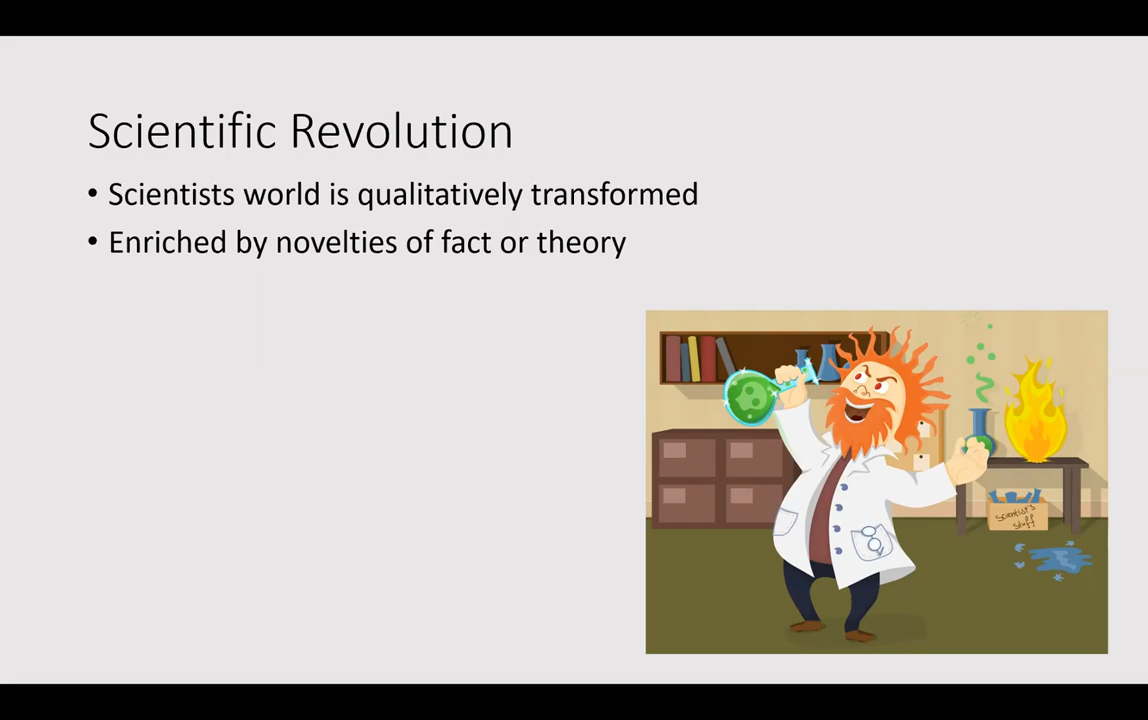 Scientific Revolution
• Scientists world is qualitatively transformed
• Enriched by novelties of fact or theory
Scientist's
Stuff